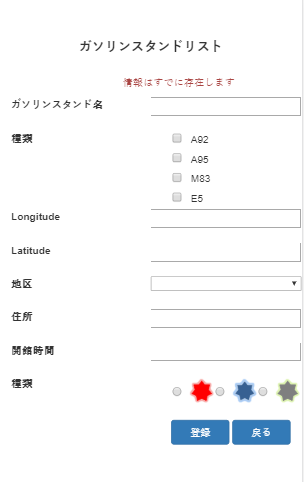 ガソリンスタンドリスト
情報はすでに存在します
ガソリンスタンド名
種類
A92
A95
M83
E5
Longitude
Latitude
地区
住所
開館時間
種類
登録 戻る